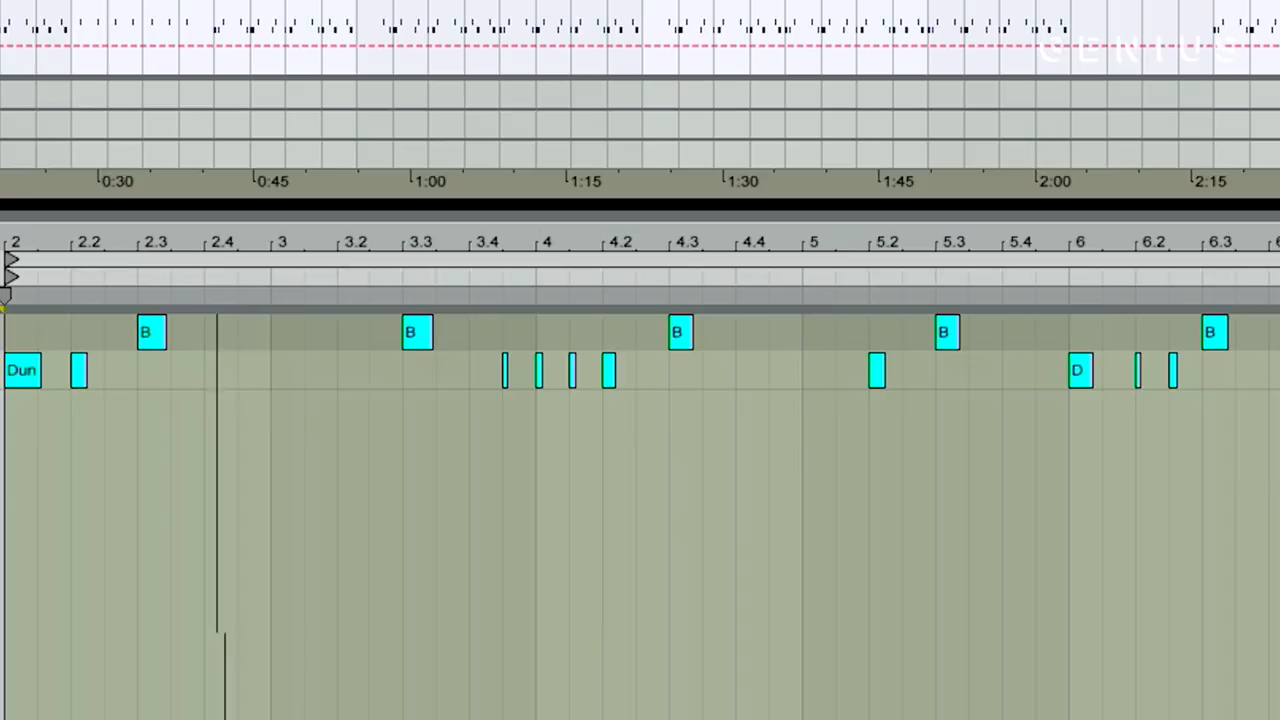 GENIUS
0:30 0:45 1:00 1:15 1:30 1:45 2:00 2:15
2 2.2 2.3 2.4 3 3.2 3.3 3.4 4 4.2 4.3 4.4 5 5.2 5.3 5.4 6 6.2 6.3
B B B B B
Dun D